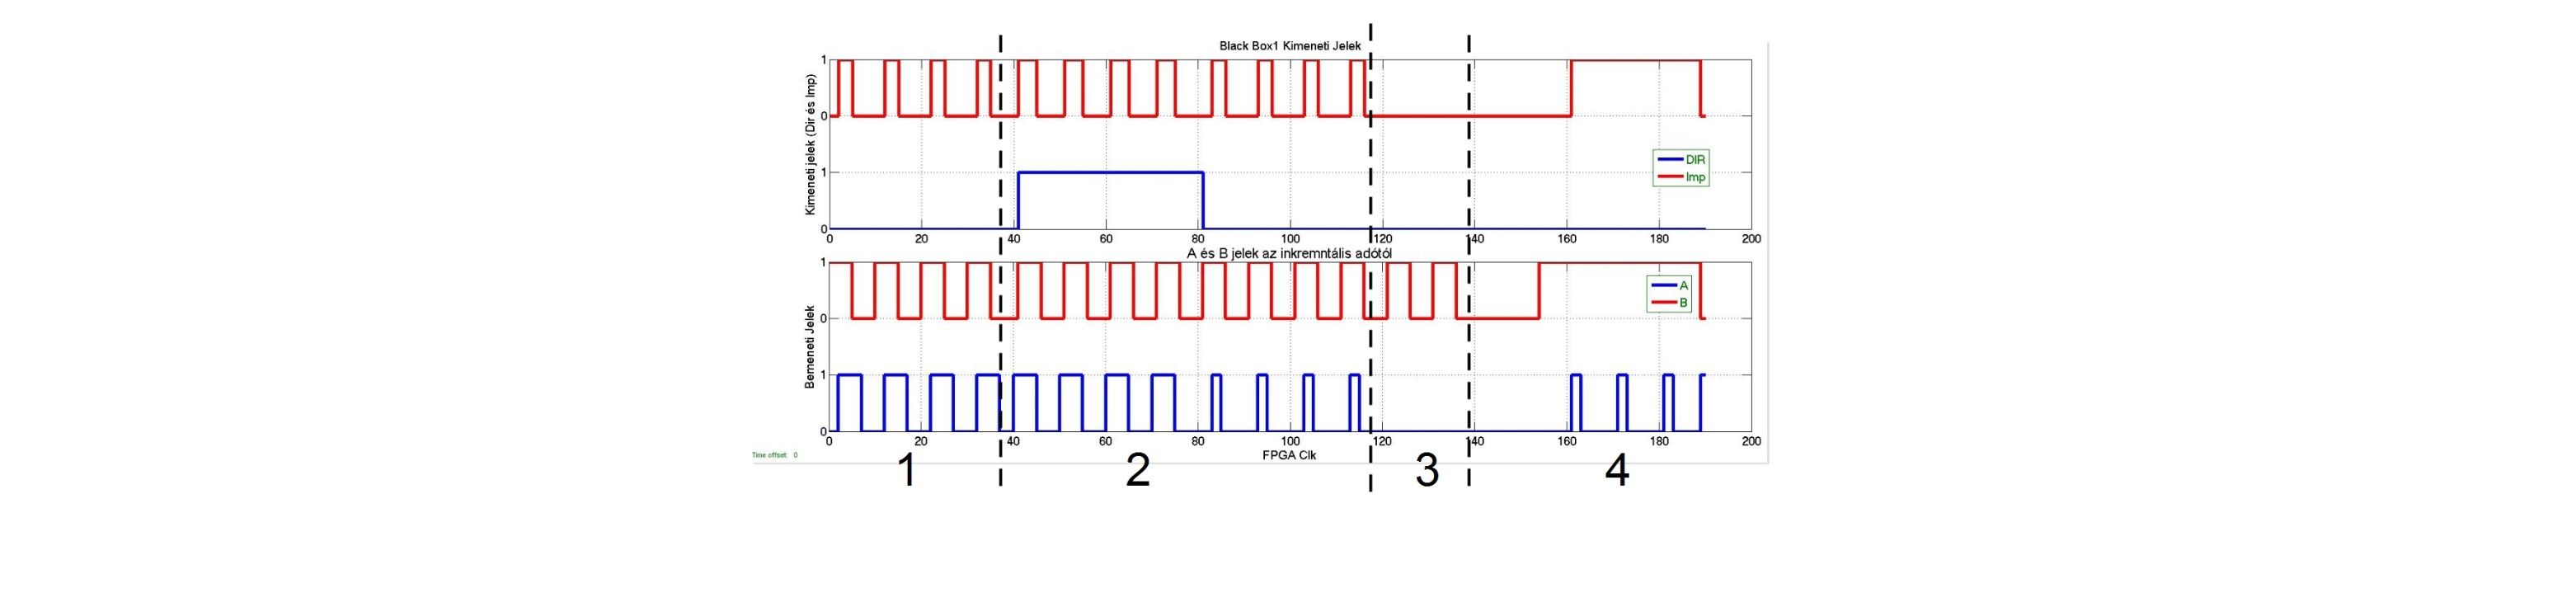 Black Box1 Kimeneti Jelek
Kimeneti jelek (Dir és Imp)
1
0
1
0
DIR
Imp
0 20 40 60 80 100 120 140 160 180 200
A és B jelek az inkremntális adótól
Bemeneti Jelek
1
0
1
0
A
B
0 20 40 60 80 100 120 140 160 180 200
FPGA Clk
Time offset: 0
1 2 3 4